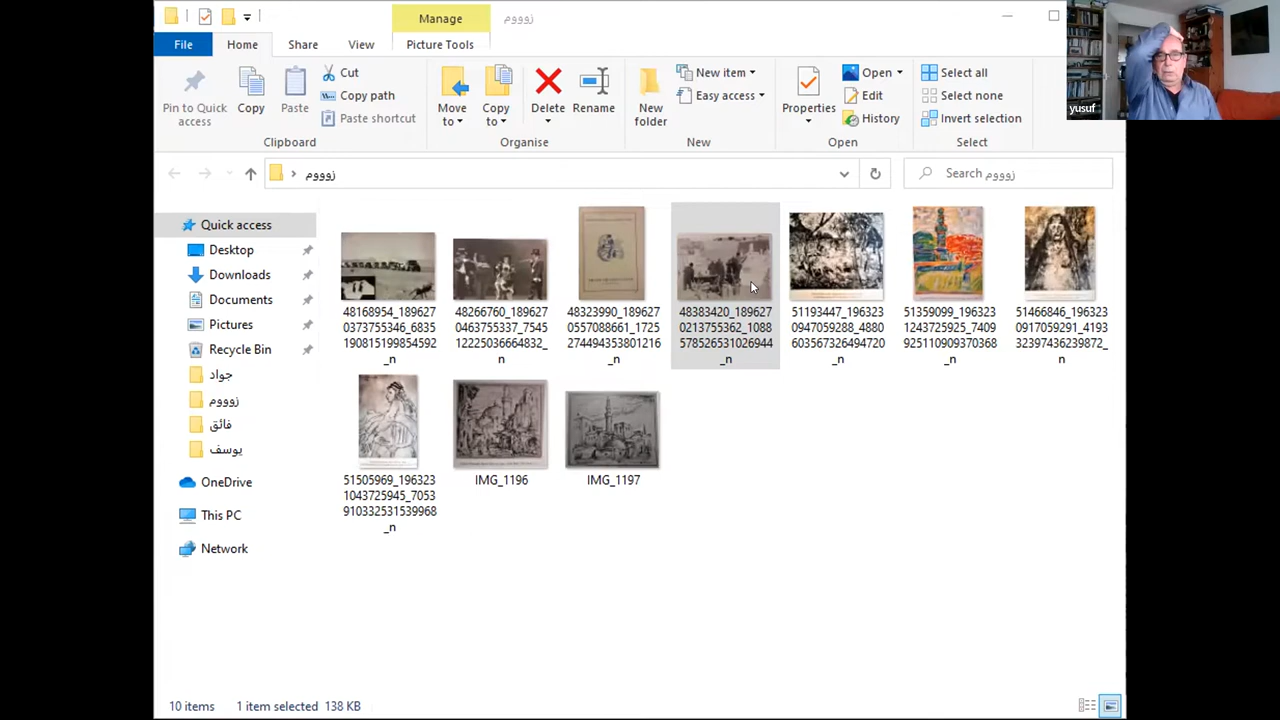 Manage
زوووم
File
Home
Share
View
Picture Tools
Pin to Quick access
Copy
Paste
Cut
Copy path
Paste shortcut
Clipboard
Move to
Copy to
Delete
Rename
Organise
New folder
New item
Easy access
New
Properties
Open
Edit
History
Open
Select all
Select none
Invert selection
Select
yusuf
زوووم
Search زوووم
Quick access
Desktop
Downloads
Documents
Pictures
Recycle Bin
جواد
زوووم
فائق
يوسف
OneDrive
This PC
Network
48168954_189627
0373755346_6835
190815199854592
_n
48266760_189627
0463755337_7545
12225036664832_
n
48323990_189627
0557088661_1725
274494353801216
_n
48383420_189627
0213755362_1088
578526531026944
_n
51193447_196323
0947059288_4880
603567326494720
_n
51359099_196323
1243725925_7409
925110909370368
_n
51466846_196323
0917059291_4193
32397436239872_
n
51505969_196323
1043725945_7053
910332531539968
_n
IMG_1196
IMG_1197
10 items
1 item selected 138 KB